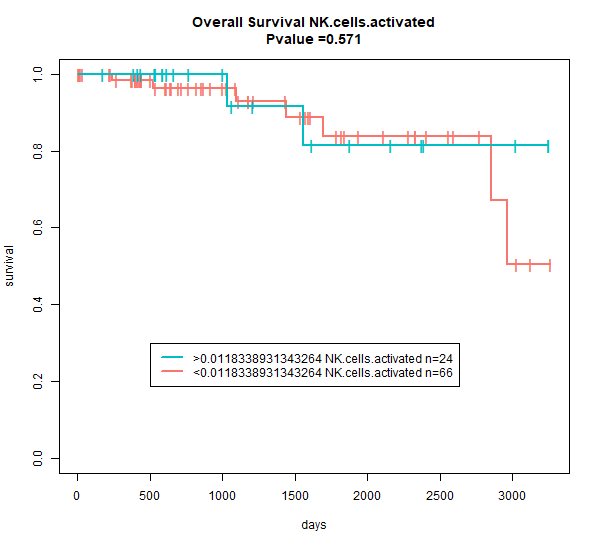 Overall Survival NK.cells.activated
Pvalue =0.571
1.0
0.8
0.6
0.4
0.2
0.0
survival
>0.0118338931343264 NK.cells.activated n=24
<0.0118338931343264 NK.cells.activated n=66
0 500 1000 1500 2000 2500 3000
days